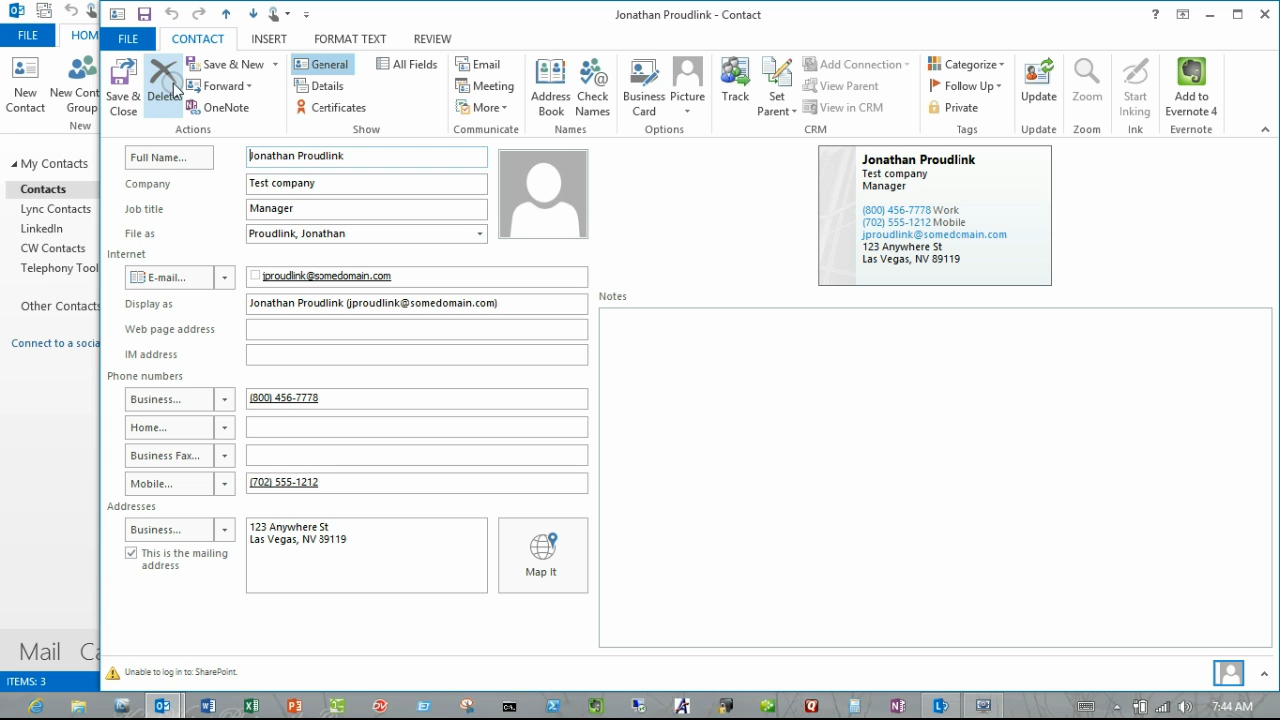 Jonathan Proudlink - Contact
?
FILE
HOM
FILE
CONTACT
INSERT
FORMAT TEXT
REVIEW
New
Contact
New Cont
Group
New
Save &
Close
Delete
Save & New
Forward
OneNote
Actions
General
Details
Certificates
All Fields
Show
Email
Meeting
More
Communicate
Address
Book
Check
Names
Names
Business
Card
Picture
Options
Track
Set
Parent
Add Connection
View Parent
View in CRM
CRM
Categorize
Follow Up
Private
Tags
Update
Update
Zoom
Zoom
Start
Inking
Ink
Add to
Evernote 4
Evernote
My Contacts
Contacts
Lync Contacts
LinkedIn
CW Contacts
Telephony Tool
Other Contacts
Connect to a socia
Mail Ca
ITEMS: 3
Full Name... Jonathan Proudlink
Company Test company
Job title Manager
File as Proudlink, Jonathan
Internet
E-mail... jproudlink@somedomain.com
Display as Jonathan Proudlink (jproudlink@somedomain.com)
Web page address
IM address
Phone numbers
Business... (800) 456-7778
Home...
Business Fax...
Mobile... (702) 555-1212
Addresses
Business... 123 Anywhere St
Las Vegas, NV 89119
This is the mailing
address
Map It
Jonathan Proudlink
Test company
Manager
(800) 456-7778 Work
(702) 555-1212 Mobile
jproudlink@somedomain.com
123 Anywhere St
Las Vegas, NV 89119
Notes
Unable to log in to: SharePoint.
7:44 AM